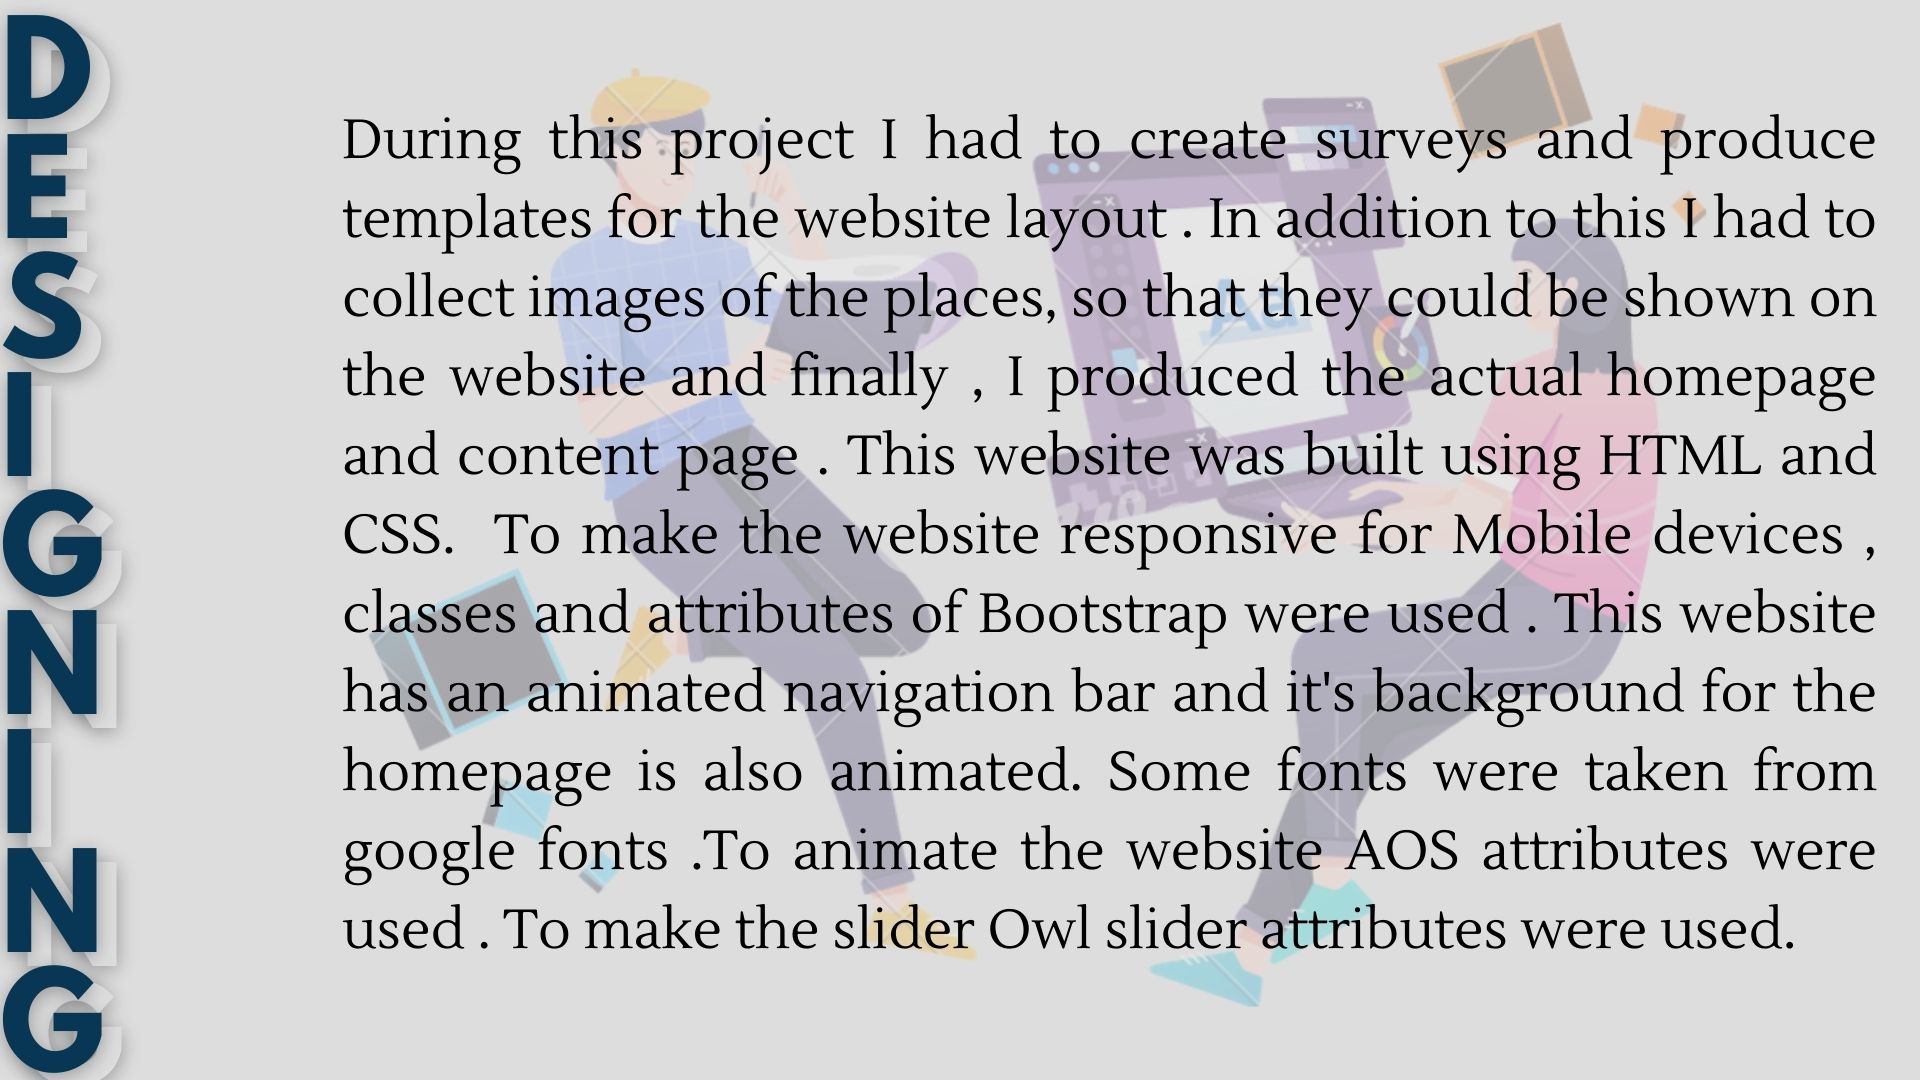 DESIGNING
During this project I had to create surveys and produce
templates for the website layout . In addition to this I had to
collect images of the places, so that they could be shown on
the website and finally , I produced the actual homepage
and content page . This website was built using HTML and
CSS.  To make the website responsive for Mobile devices ,
classes and attributes of Bootstrap were used . This website
has an animated navigation bar and it's background for the
homepage is also animated. Some fonts were taken from
google fonts .To animate the website AOS attributes were
used . To make the slider Owl slider attributes were used.
Aa